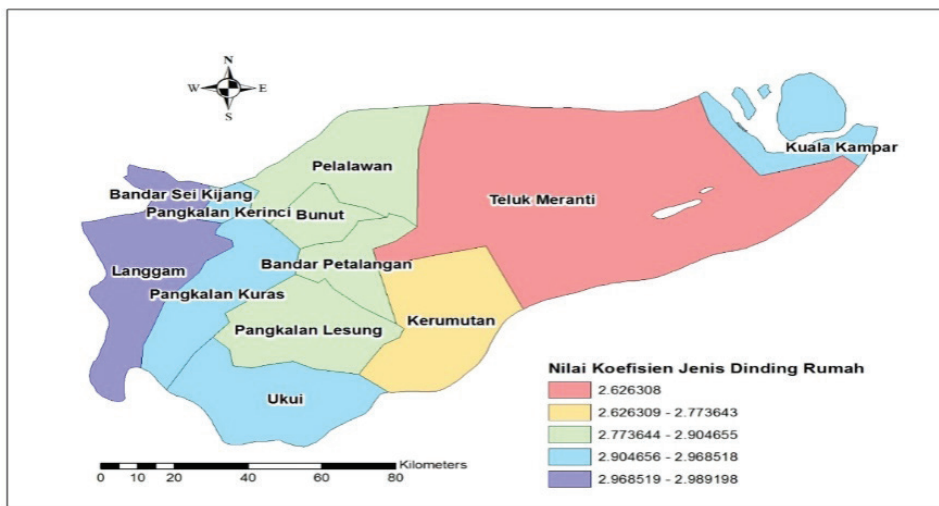 N
W E
S
Pelalawan
Kuala Kampar
Bandar Sei Kijang
Teluk Meranti
Pangkalan Kerinci
Bunut
Langgam
Bandar Petalangan
Pangkalan Kuras
Kerumutan
Pangkalan Lesung
Ukui
Nilai Koefisien Jenis Dinding Rumah
2.626308
2.626309 - 2.773643
2.773644 - 2.904655
2.904656 - 2.968518
2.968519 - 2.989198
Kilometers
0 10 20 40 60 80